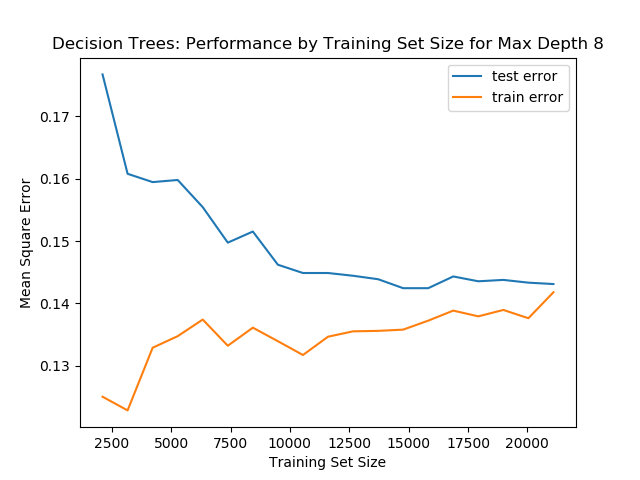 Decision Trees: Performance by Training Set Size for Max Depth 8
test error
train error
0.17
0.16
0.15
0.14
0.13
Mean Square Error
2500 5000 7500 10000 12500 15000 17500 20000
Training Set Size